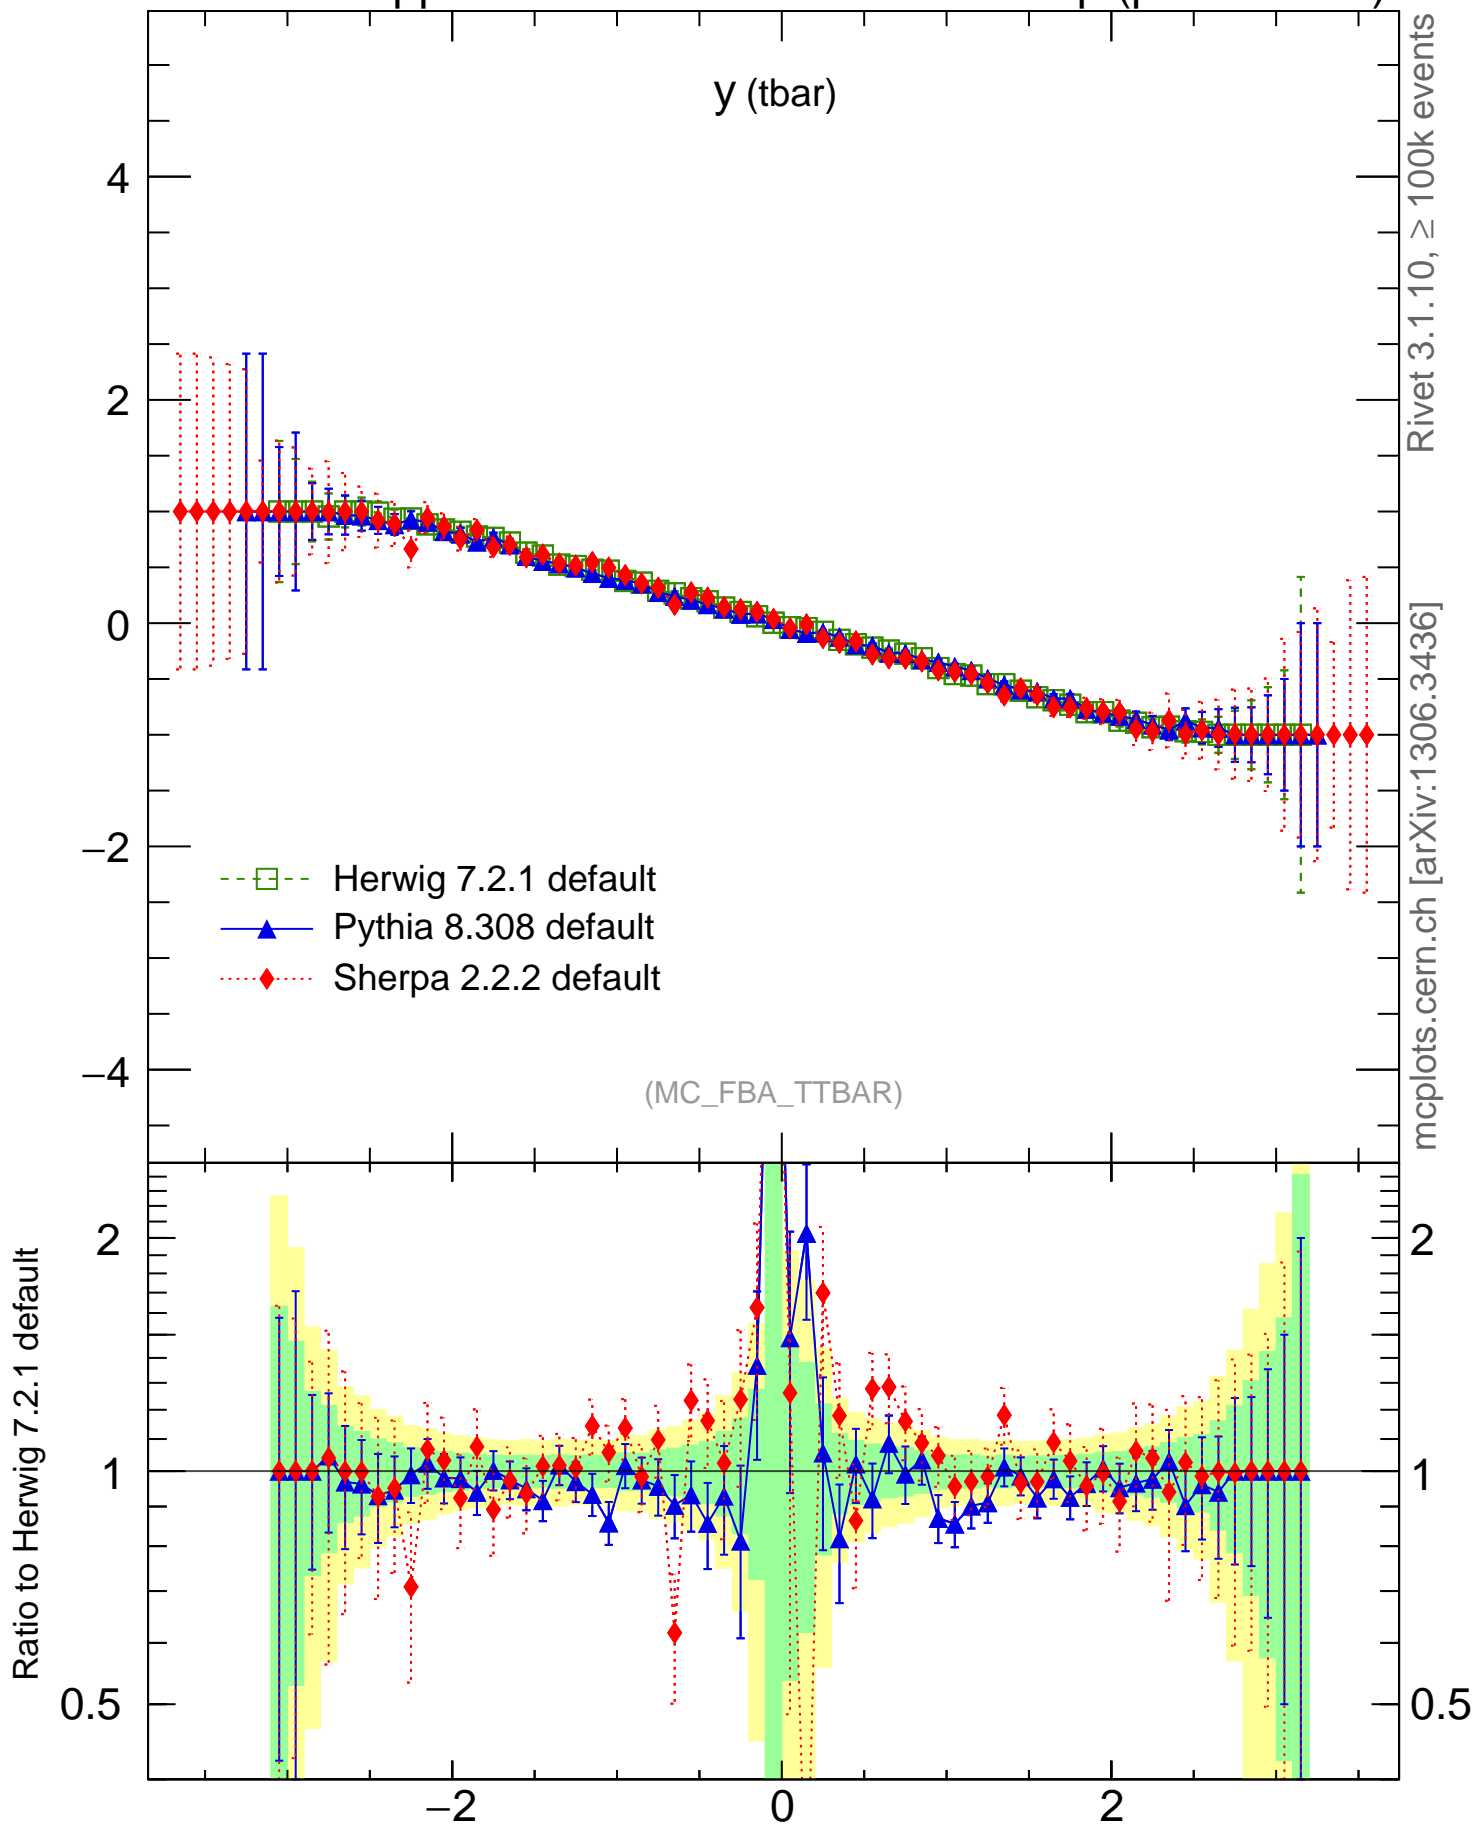 y (tbar)
4
2
0
−2
−4
Herwig 7.2.1 default
Pythia 8.308 default
Sherpa 2.2.2 default
(MC_FBA_TTBAR)
Rivet 3.1.10, ≥ 100k events
mcplots.cern.ch [arXiv:1306.3436]
Ratio to Herwig 7.2.1 default
2
1
0.5
2
1
0.5
−2
0
2